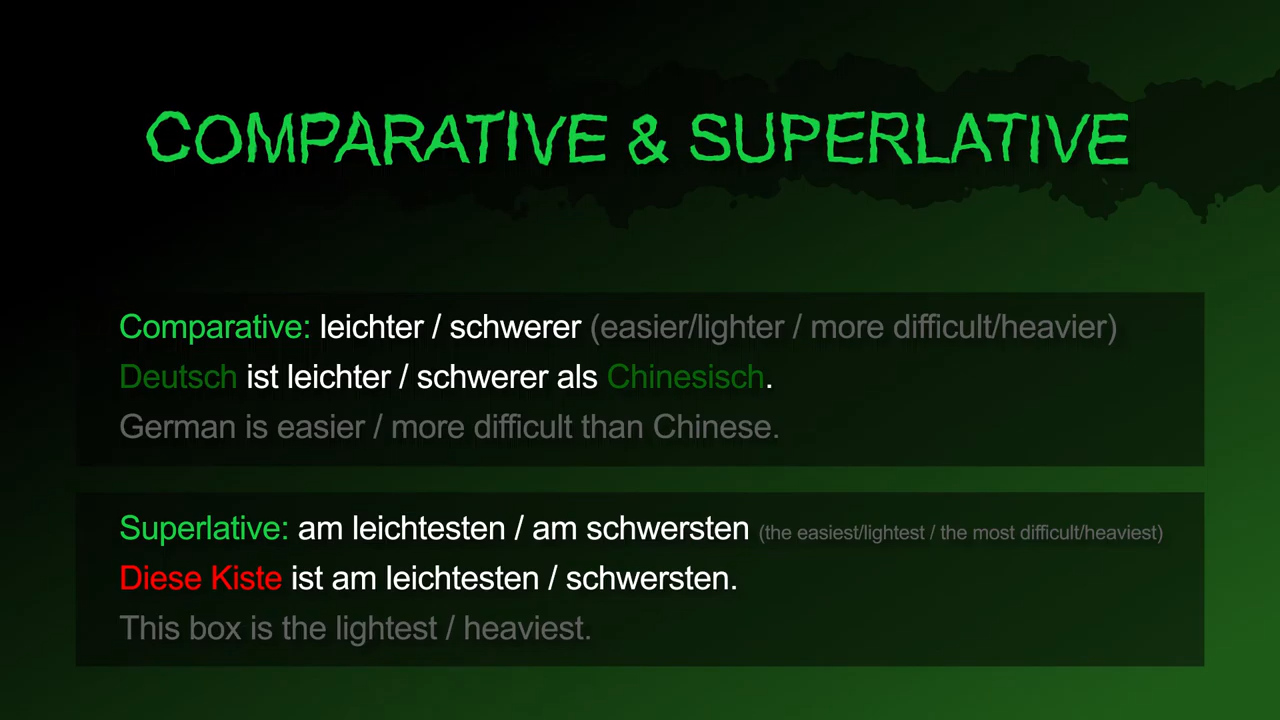 COMPARATIVE & SUPERLATIVE
Comparative: leichter / schwerer (easier/lighter / more difficult/heavier)
Deutsch ist leichter / schwerer als Chinesisch.
German is easier / more difficult than Chinese.
Superlative: am leichtesten / am schwersten (the easiest/lightest / the most difficult/heaviest)
Diese Kiste ist am leichtesten / schwersten.
This box is the lightest / heaviest.